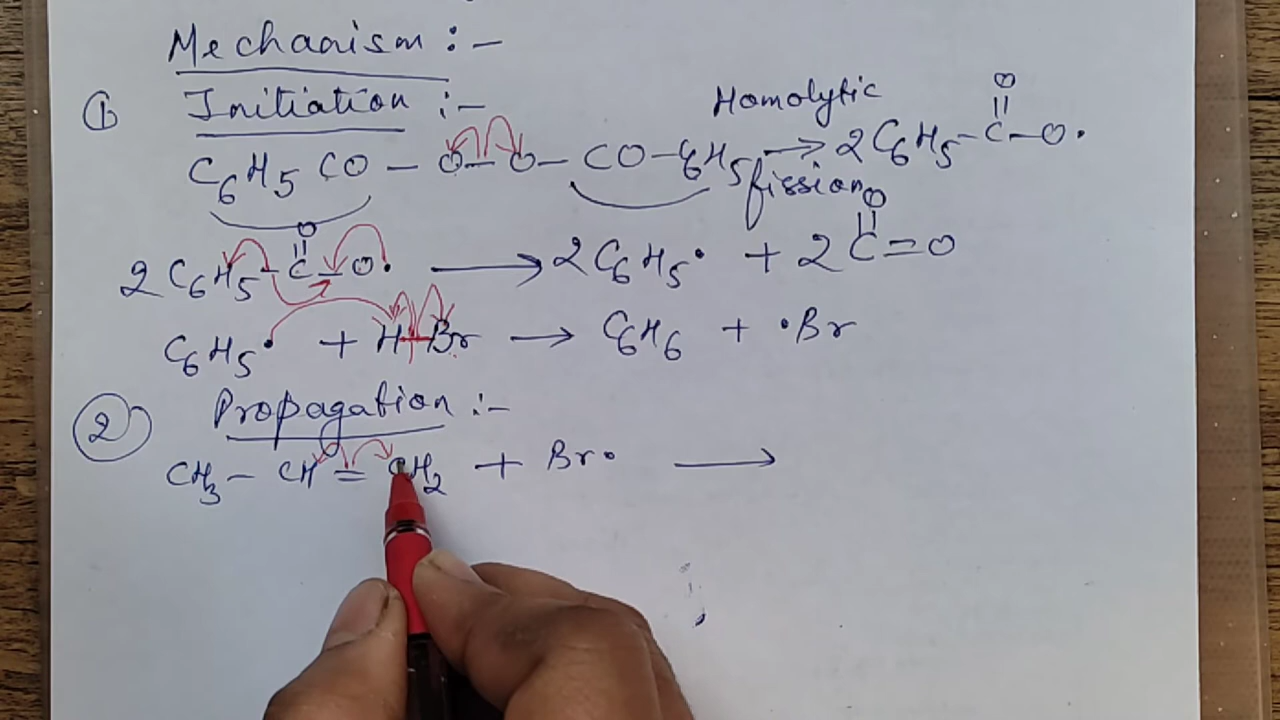 Mechanism :-
① Initiation :-
C6H5CO - O - O - CO - C6H5 Homolytic fission → 2C6H5 - C(=O) - O•
2C6H5 - C(=O) - O• → 2C6H5• + 2C(=O)=O
C6H5• + H - Br → C6H6 + •Br
② Propagation :-
CH3 - CH = CH2 + Br• →